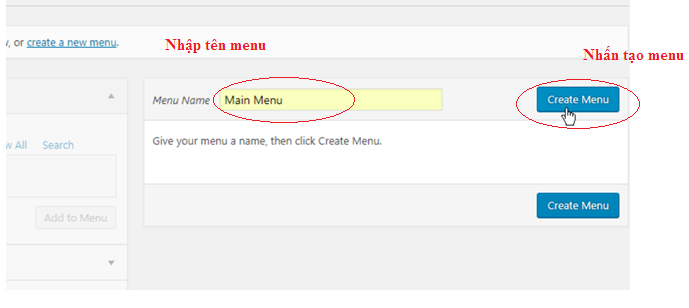 y, or create a new menu.
Nhập tên menu
Nhấn tạo menu
Menu Name Main Menu Create Menu
w All Search
Give your menu a name, then click Create Menu.
Add to Menu
Create Menu